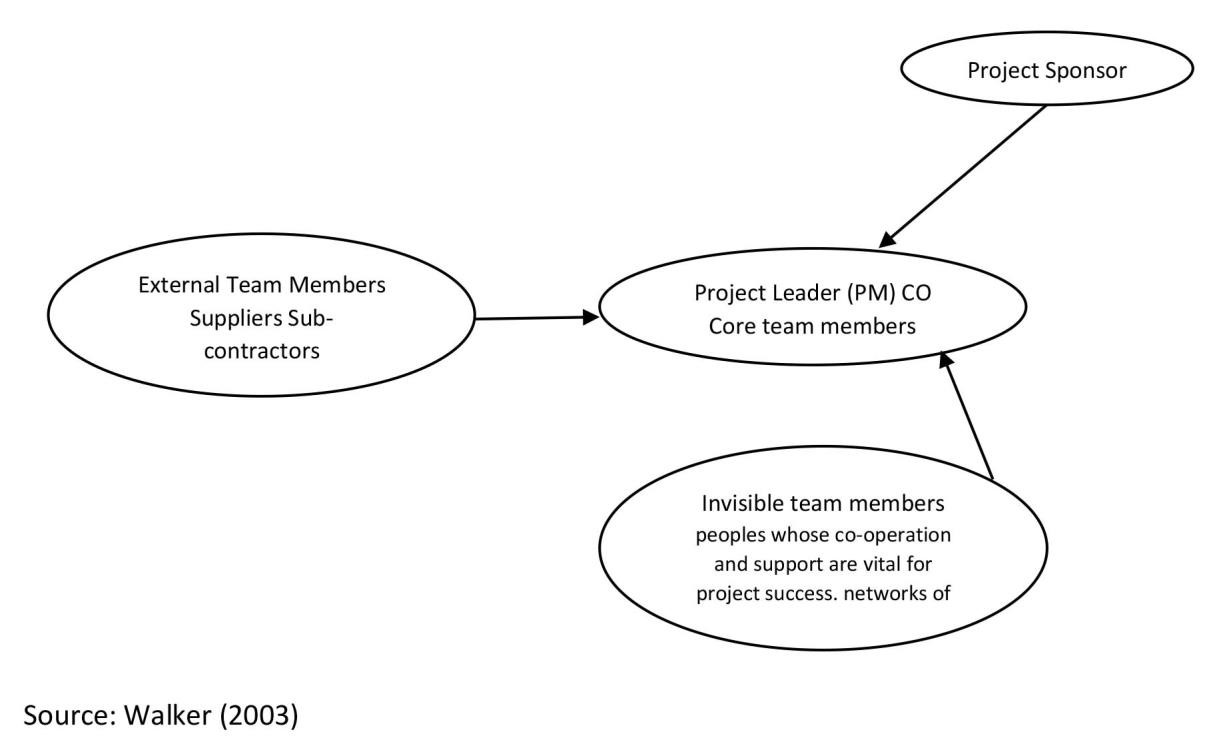 Project Sponsor
External Team Members
Suppliers Sub-
contractors
Project Leader (PM) CO
Core team members
Invisible team members
peoples whose co-operation
and support are vital for
project success. networks of
Source: Walker (2003)